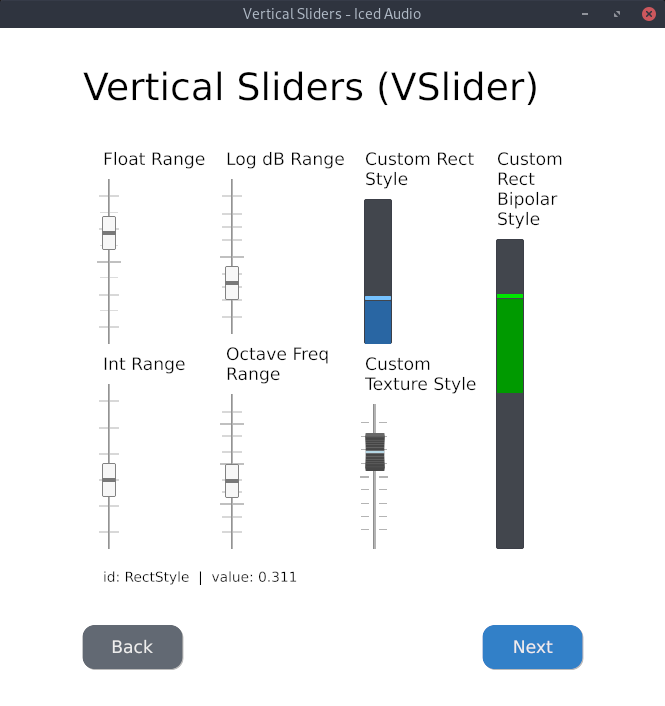 Vertical Sliders - Iced Audio
Vertical Sliders (VSlider)
Float Range
Log dB Range
Custom Rect
Style
Custom
Rect
Bipolar
Style
Int Range
Octave Freq
Range
Custom
Texture Style
id: RectStyle | value: 0.311
Back
Next